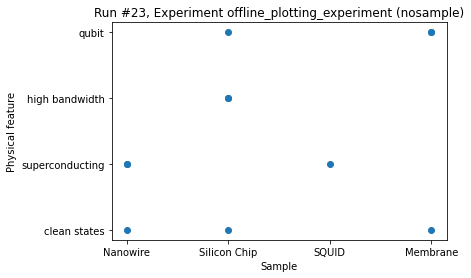 Run #23, Experiment offline_plotting_experiment (nosample)
qubit
high bandwidth
superconducting
clean states
Physical feature
Nanowire
Silicon Chip
SQUID
Membrane
Sample